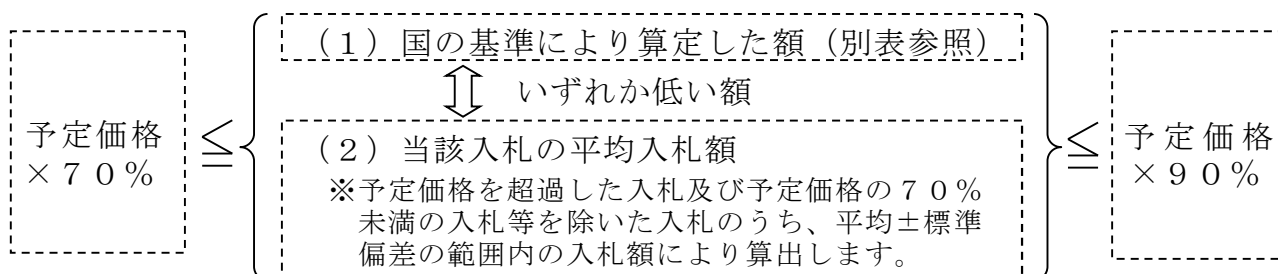 予定価格
×７０％
≦
（１）国の基準により算定した額（別表参照）
いずれか低い額
（２）当該入札の平均入札額
※予定価格を超過した入札及び予定価格の７０％
未満の入札等を除いた入札のうち、平均±標準
偏差の範囲内の入札額により算出します。
≦
予定価格
×９０％